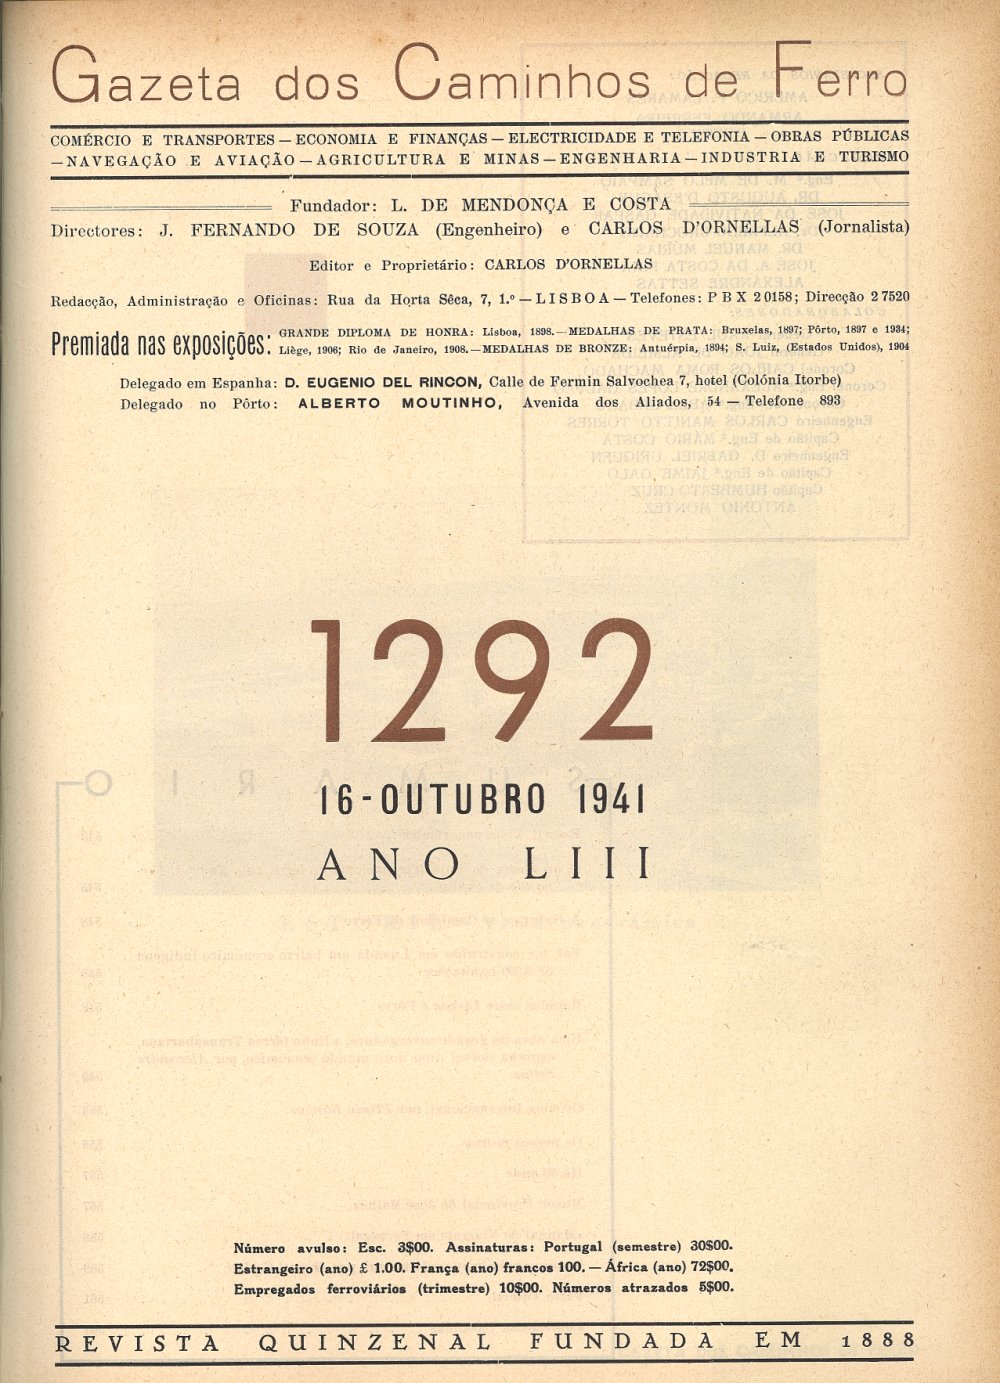 Gazeta dos Caminhos de Ferro
COMÉRCIO E TRANSPORTES — ECONOMIA E FINANÇAS — ELECTRICIDADE E TELEFONIA — OBRAS PÚBLICAS
— NAVEGAÇÃO E AVIAÇÃO — AGRICULTURA E MINAS — ENGENHARIA — INDUSTRIA E TURISMO
Fundador: L. DE MENDONÇA E COSTA
Directores: J. FERNANDO DE SOUZA (Engenheiro) e CARLOS D'ORNELLAS (Jornalista)
Editor e Proprietário: CARLOS D'ORNELLAS
Redacção, Administração e Oficinas: Rua da Horta Sêca, 7, 1.º — LISBOA — Telefones: P B X 2 0158; Direcção 2 7520
Premiada nas exposições: GRANDE DIPLOMA DE HONRA: Lisboa, 1898. — MEDALHAS DE PRATA: Bruxelas, 1897; Pôrto, 1897 e 1934;
Liège, 1906; Rio de Janeiro, 1908. — MEDALHAS DE BRONZE: Antuérpia, 1894; S. Luiz, (Estados Unidos), 1904
Delegado em Espanha: D. EUGENIO DEL RINCON, Calle de Fermin Salvochea 7, hotel (Colónia Itorbe)
Delegado no Pôrto: ALBERTO MOUTINHO, Avenida dos Aliados, 54 — Telefone 893
1292
16-OUTUBRO 1941
ANO LIII
Número avulso: Esc. 3$00. Assinaturas: Portugal (semestre) 30$00.
Estrangeiro (ano) £ 1.00. França (ano) francos 100. — África (ano) 72$00.
Empregados ferroviários (trimestre) 10$00. Números atrazados 5$00.
REVISTA QUINZENAL FUNDADA EM 1888